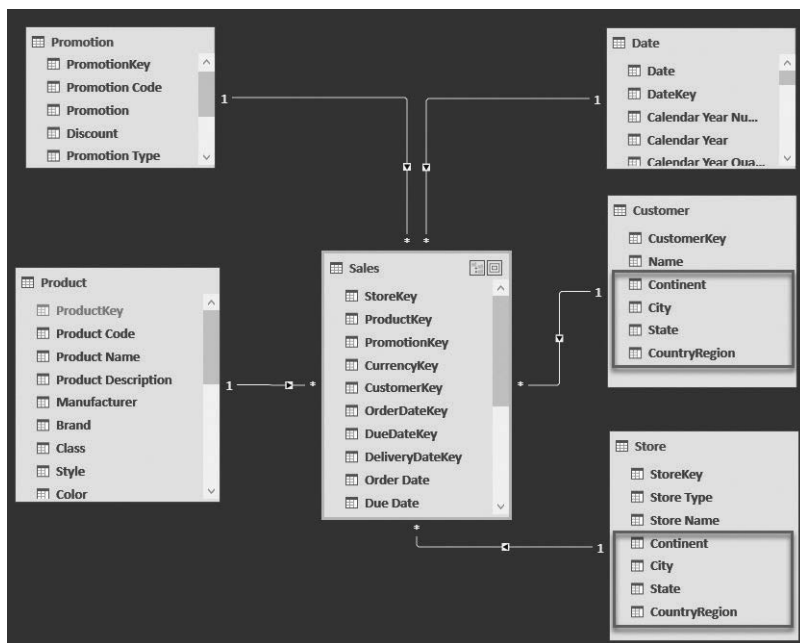 Promotion
PromotionKey
Promotion Code
Promotion
Discount
Promotion Type
1
Date
Date
DateKey
Calendar Year Nu...
Calendar Year
Calendar Year Qua...
1
Customer
CustomerKey
Name
Continent
City
State
CountryRegion
1
Product
ProductKey
Product Code
Product Name
Product Description
Manufacturer
Brand
Class
Style
Color
1
*
*
*
*
*
Sales
StoreKey
ProductKey
PromotionKey
CurrencyKey
CustomerKey
OrderDateKey
DueDateKey
DeliveryDateKey
Order Date
Due Date
Store
StoreKey
Store Type
Store Name
Continent
City
State
CountryRegion
1